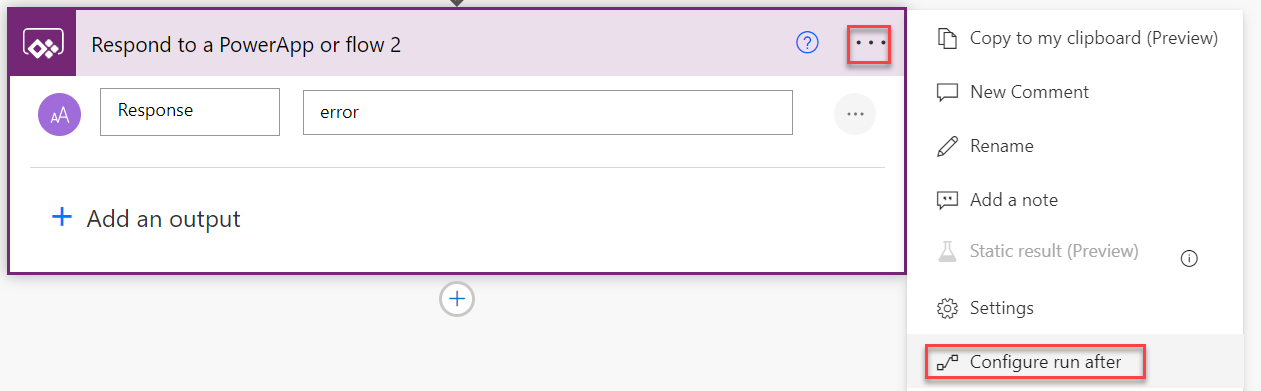 Respond to a PowerApp or flow 2
Response
error
Add an output
Copy to my clipboard (Preview)
New Comment
Rename
Add a note
Static result (Preview)
Settings
Configure run after